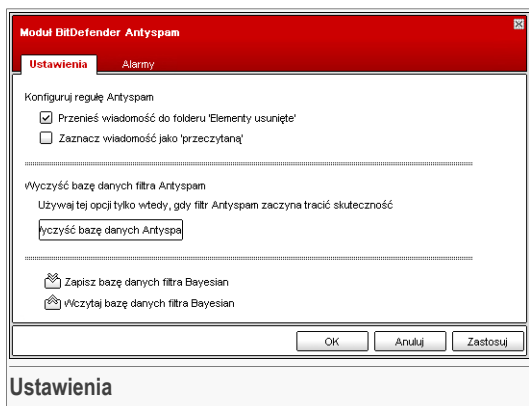 Moduł BitDefender Antyspam
Ustawienia Alarmy
Konfiguruj regułę Antyspam
Przenieś wiadomość do folderu 'Elementy usunięte'
Zaznacz wiadomość jako 'przeczytaną'
Wyczyść bazę danych filtra Antyspam
Używaj tej opcji tylko wtedy, gdy filtr Antyspam zaczyna tracić skuteczność
yczyść bazę danych Antyspa
Zapisz bazę danych filtra Bayesian
Wczytaj bazę danych filtra Bayesian
OK Anuluj Zastosuj
Ustawienia